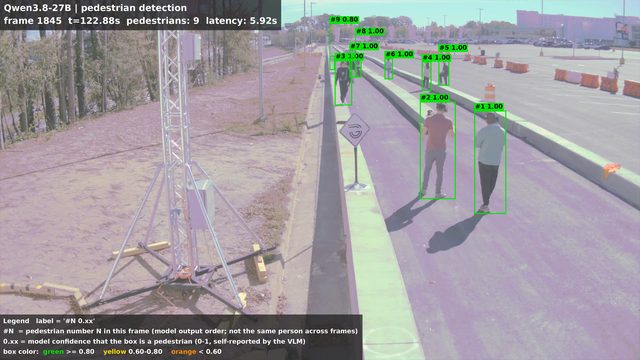 Qwen3.8-27B | pedestrian detection
frame 1845  t=122.88s  pedestrians: 9  latency: 5.92s
#9 0.80
#8 1.00
#7 1.00
#5 1.00
#6 1.00
#3 1.00
#4 1.00
#2 1.00
#1 1.00
Legend   label = '#N 0.xx'
#N  = pedestrian number N in this frame (model output order; not the same person across frames)
0.xx = model confidence that the box is a pedestrian (0-1, self-reported by the VLM)
box color:  green >= 0.80   yellow 0.60-0.80   orange < 0.60